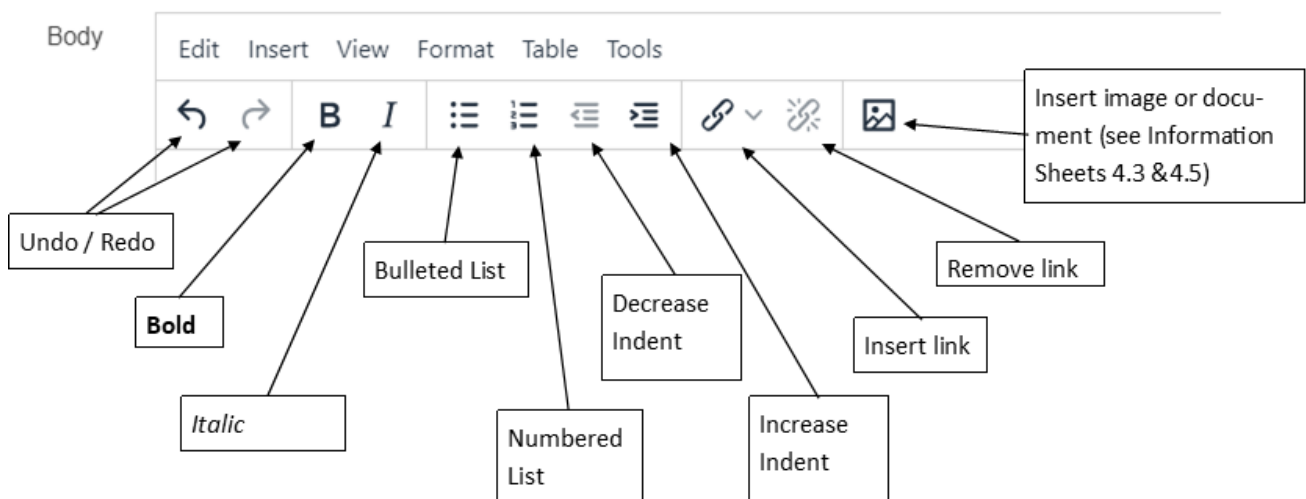 Body
Edit Insert View Format Table Tools
B I
Insert image or docu-
ment (see Information
Sheets 4.3 &4.5)
Undo / Redo
Bulleted List
Remove link
Bold
Decrease
Indent
Insert link
Italic
Numbered
List
Increase
Indent